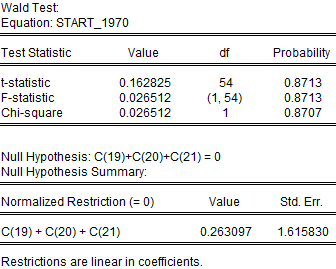 Wald Test:
Equation: START_1970
Test Statistic Value df Probability
t-statistic 0.162825 54 0.8713
F-statistic 0.026512 (1, 54) 0.8713
Chi-square 0.026512 1 0.8707
Null Hypothesis: C(19)+C(20)+C(21) = 0
Null Hypothesis Summary:
Normalized Restriction (= 0) Value Std. Err.
C(19) + C(20) + C(21) 0.263097 1.615830
Restrictions are linear in coefficients.